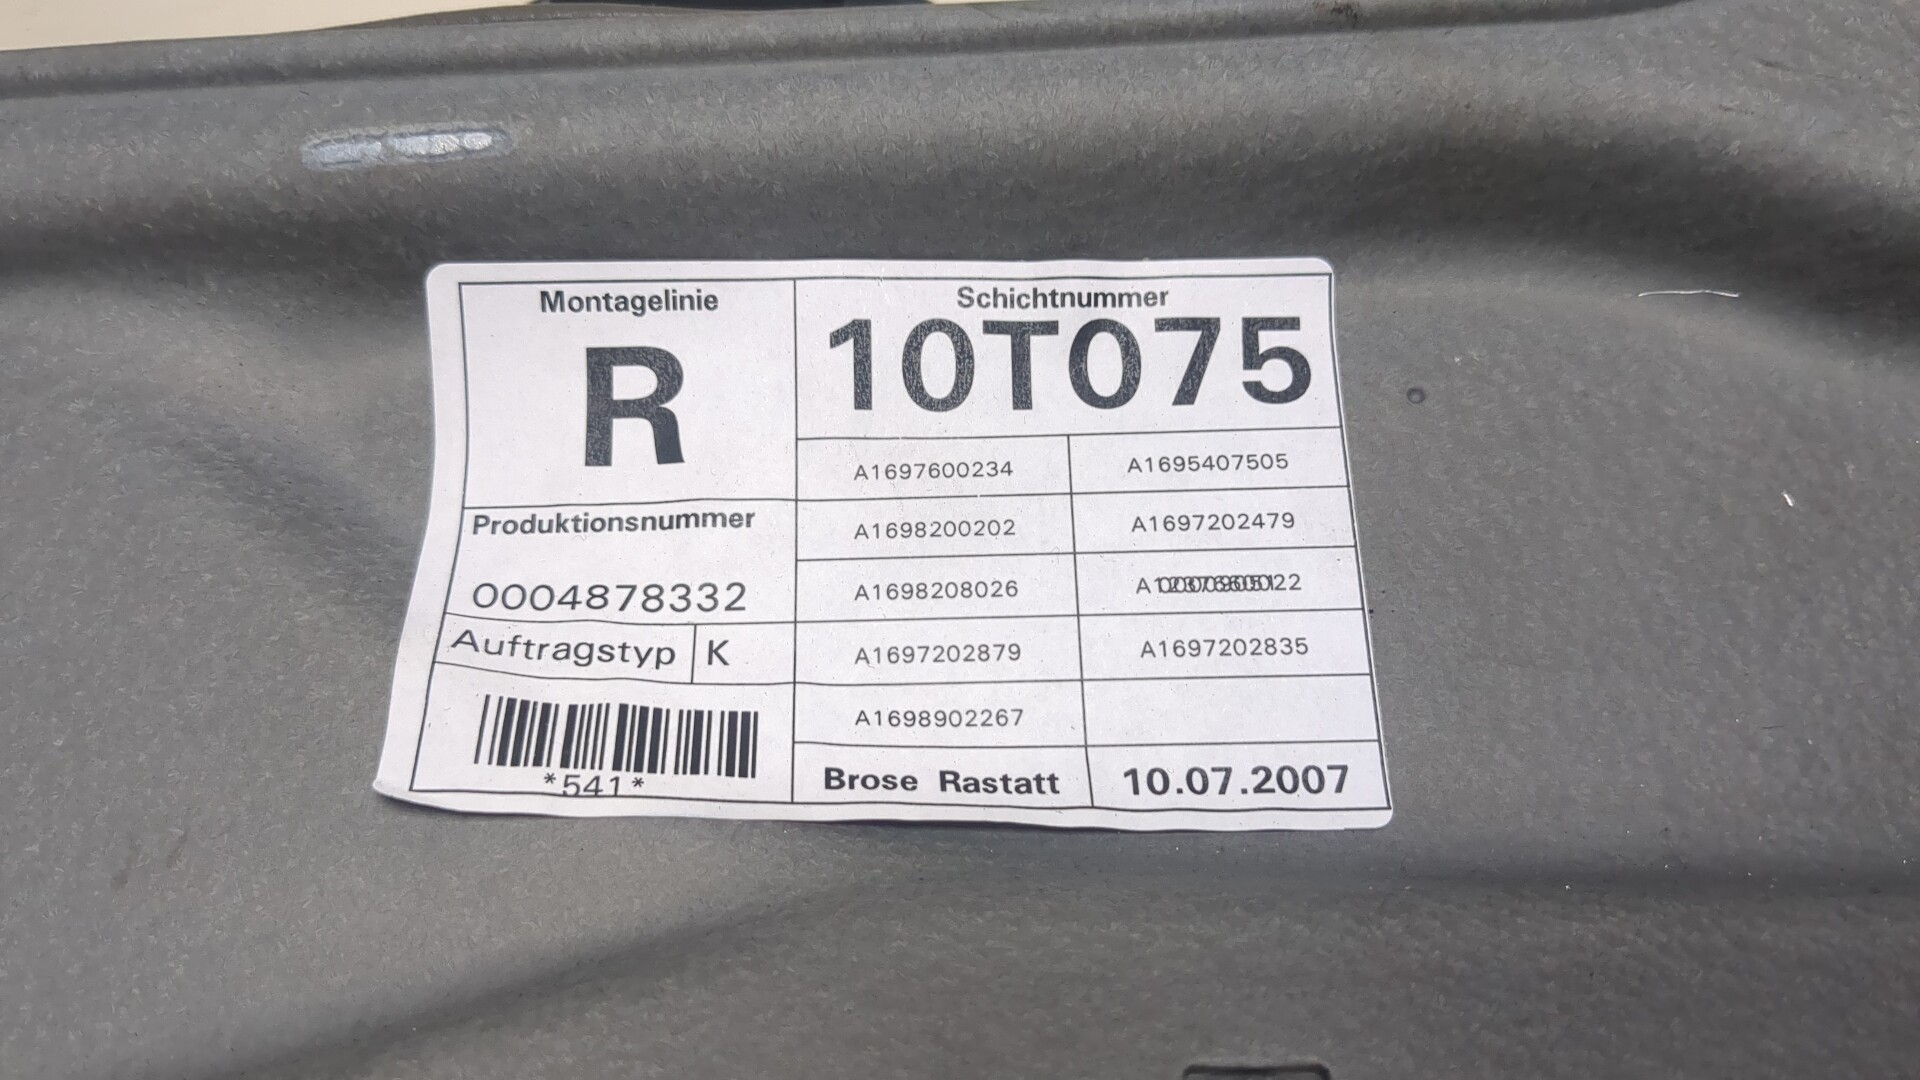 Montagelinie
R
Schichtnummer
10T075
A1697600234 A1695407505
A1698200202 A1697202479
A1698208026
A1697202879 A1697202835
A1698902267
Produktionsnummer
0004878332
Auftragstyp K
*541*
Brose Rastatt 10.07.2007